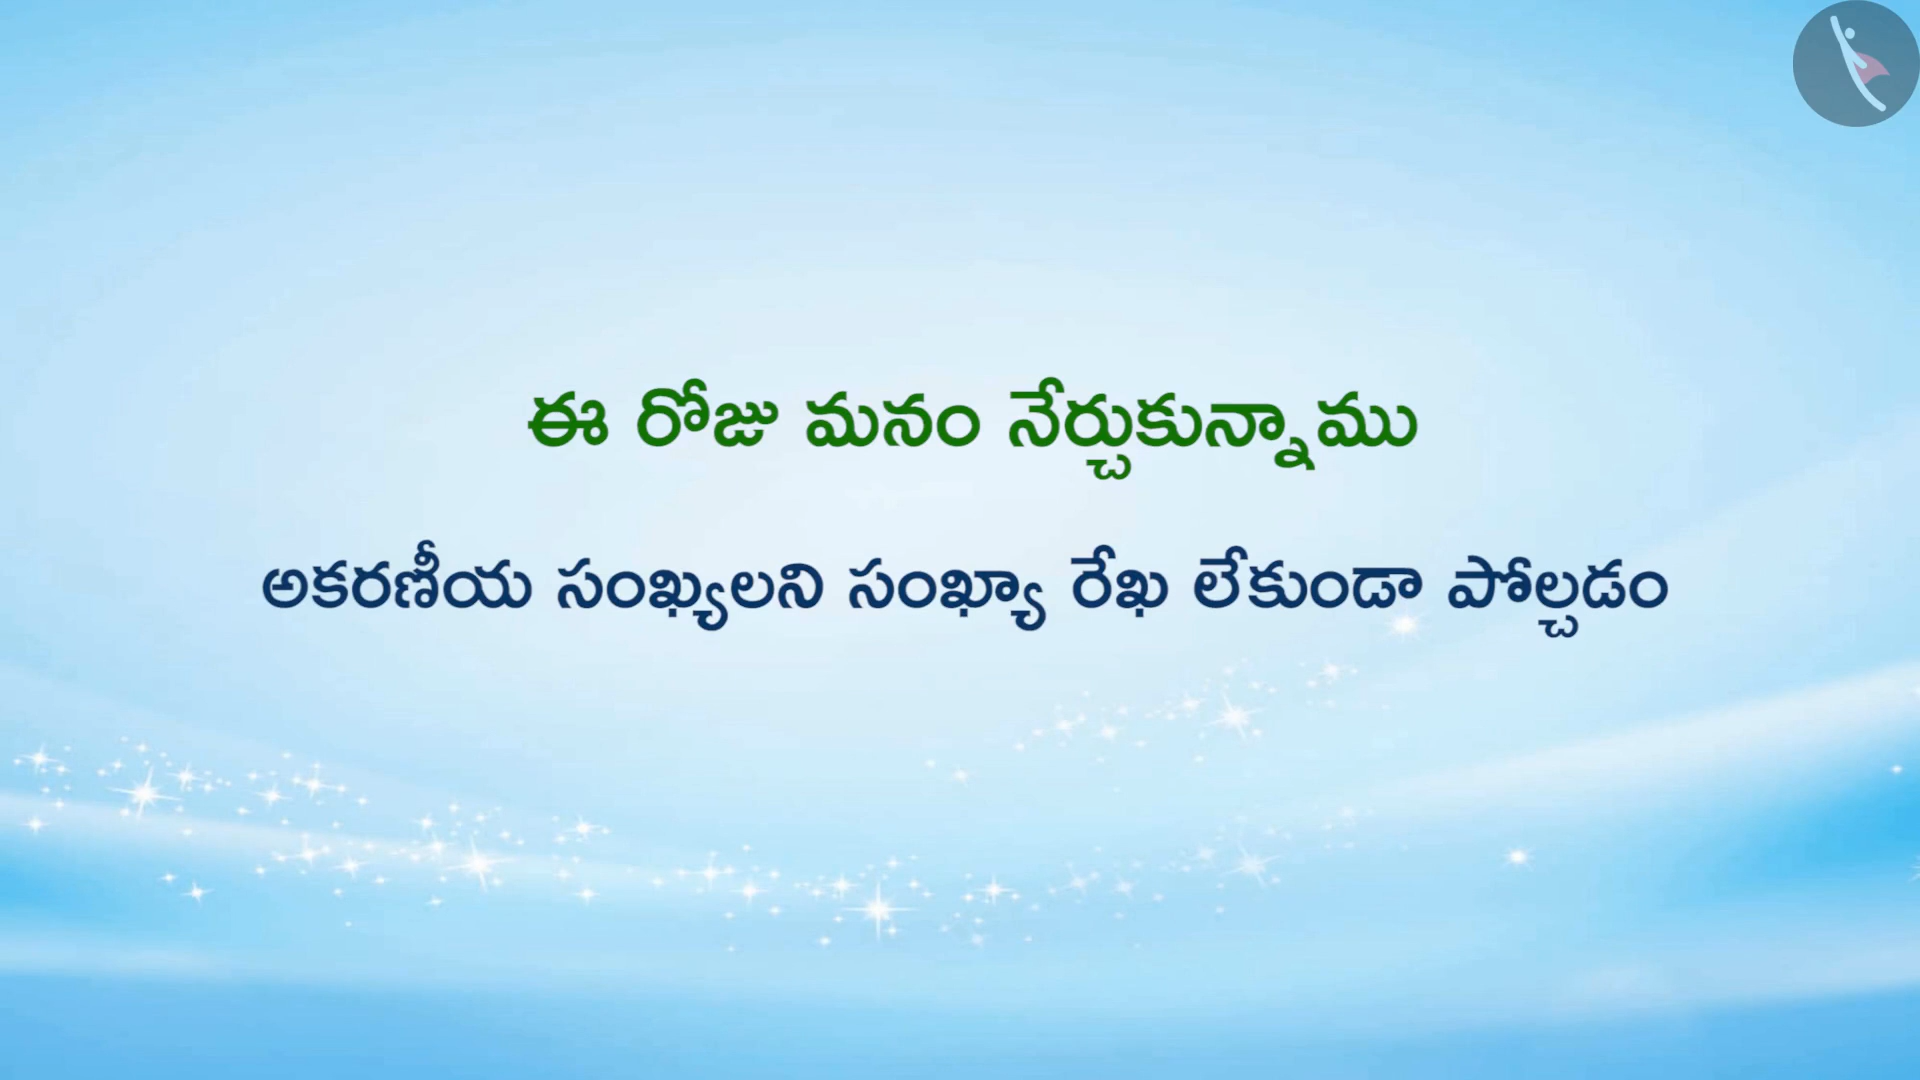 ఈ రోజు మనం నేర్చుకున్నాము
అకరణీయ సంఖ్యలని సంఖ్యా రేఖ లేకుండా పోల్చడం